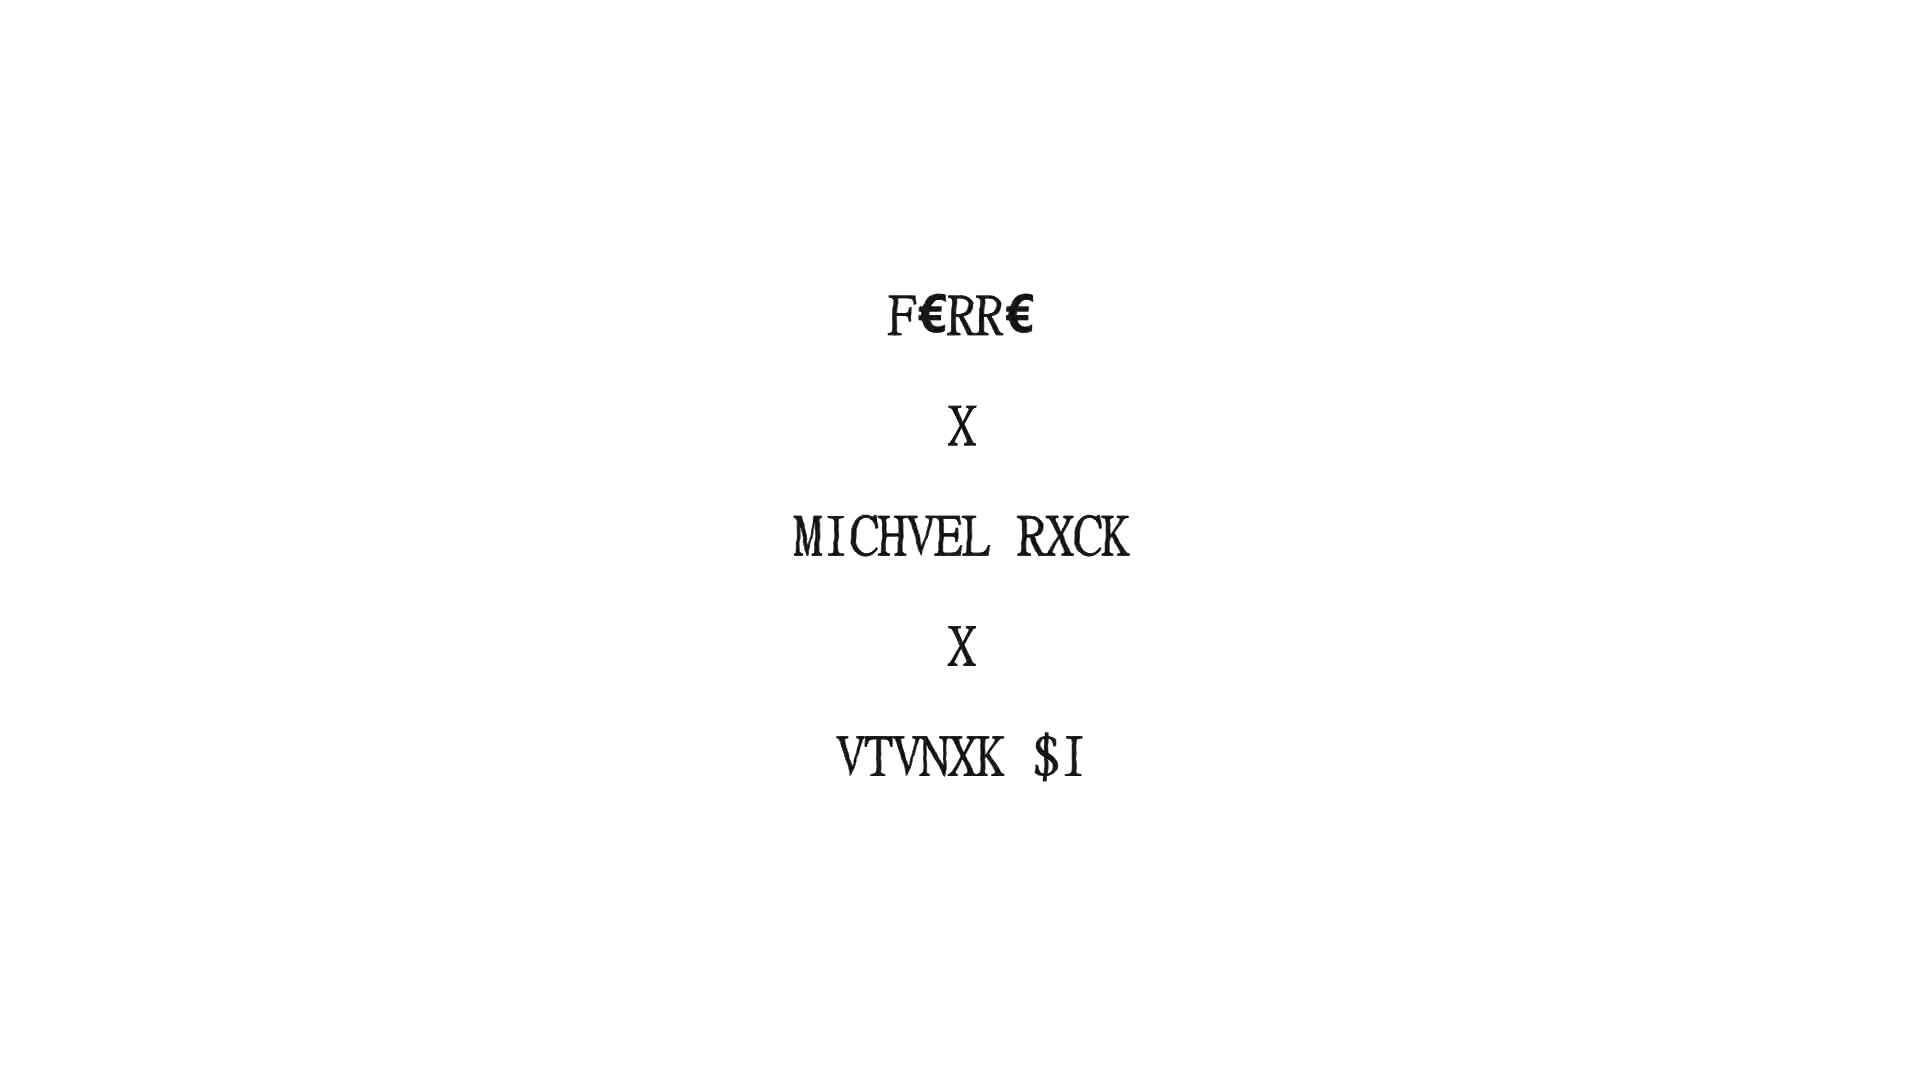 F€RR€
X
MICHVEL RXCK
X
VTVNXK $I